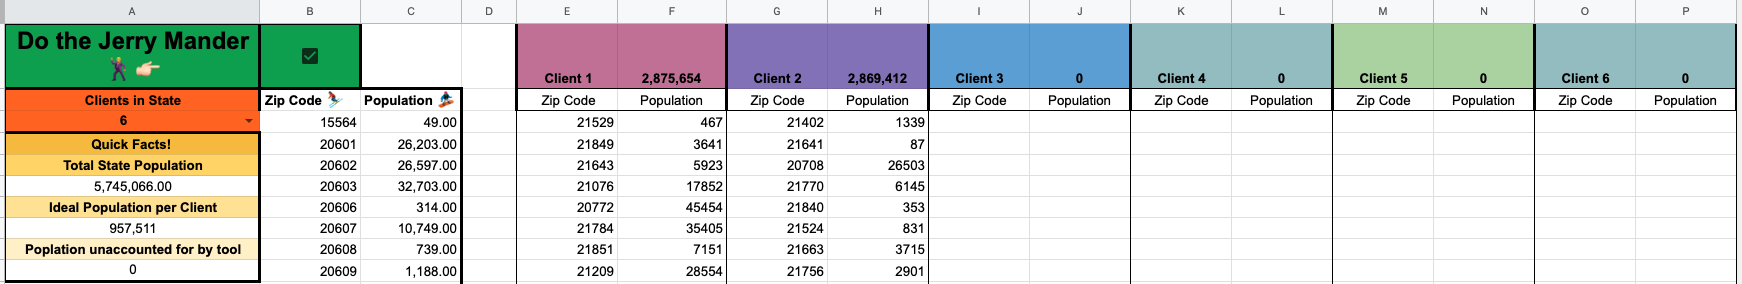 A B C D E F G H I J K L M N O P
Do the Jerry Mander
Client 1 2,875,654 Client 2 2,869,412 Client 3 0 Client 4 0 Client 5 0 Client 6 0
Clients in State Zip Code Population Zip Code Population Zip Code Population Zip Code Population Zip Code Population Zip Code Population Zip Code Population
6 15564 49.00 21529 467 21402 1339
Quick Facts! 20601 26,203.00 21849 3641 21641 87
Total State Population 20602 26,597.00 21643 5923 20708 26503
5,745,066.00 20603 32,703.00 21076 17852 21770 6145
Ideal Population per Client 20606 314.00 20772 45454 21840 353
957,511 20607 10,749.00 21784 35405 21524 831
Poplation unaccounted for by tool 20608 739.00 21851 7151 21663 3715
0 20609 1,188.00 21209 28554 21756 2901